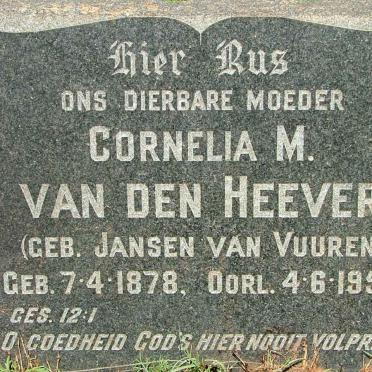 Hier Rus
ONS DIERBARE MOEDER
CORNELIA M.
VAN DEN HEEVER
(GEB. JANSEN VAN VUUREN
GEB. 7·4·1878, OORL. 4·6·19
GES. 12:1
O GOEDHEID GOD'S HIER NOOIT VOLPR